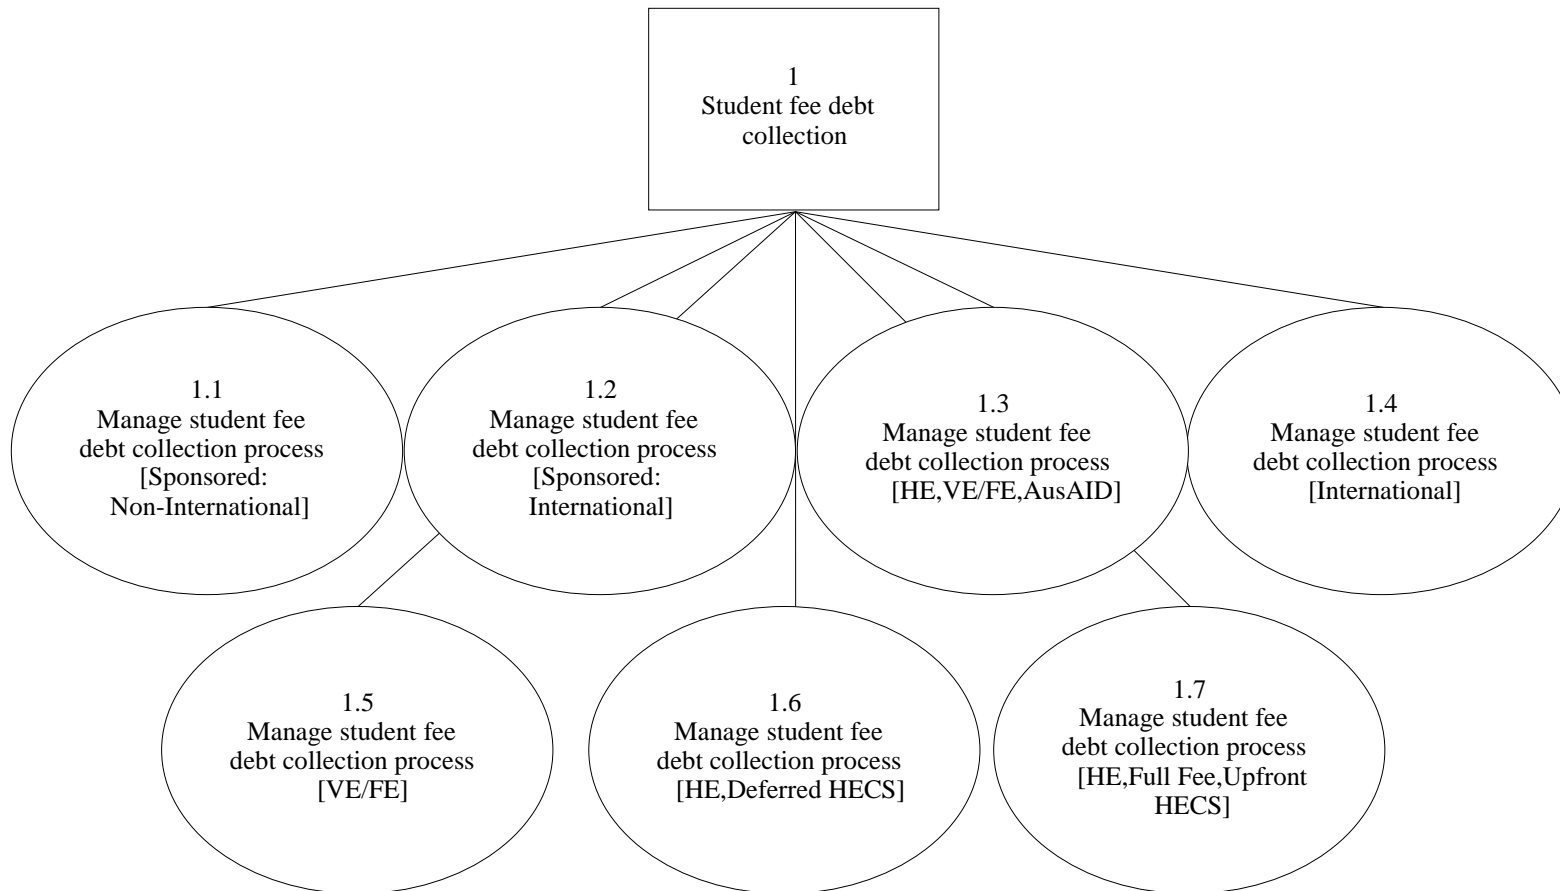 1
Student fee debt
collection
1.1
Manage student fee
debt collection process
[Sponsored:
Non-International]
1.2
Manage student fee
debt collection process
[Sponsored:
International]
1.3
Manage student fee
debt collection process
[HE,VE/FE,AusAID]
1.4
Manage student fee
debt collection process
[International]
1.5
Manage student fee
debt collection process
[VE/FE]
1.6
Manage student fee
debt collection process
[HE,Deferred HECS]
1.7
Manage student fee
debt collection process
[HE,Full Fee,Upfront
HECS]